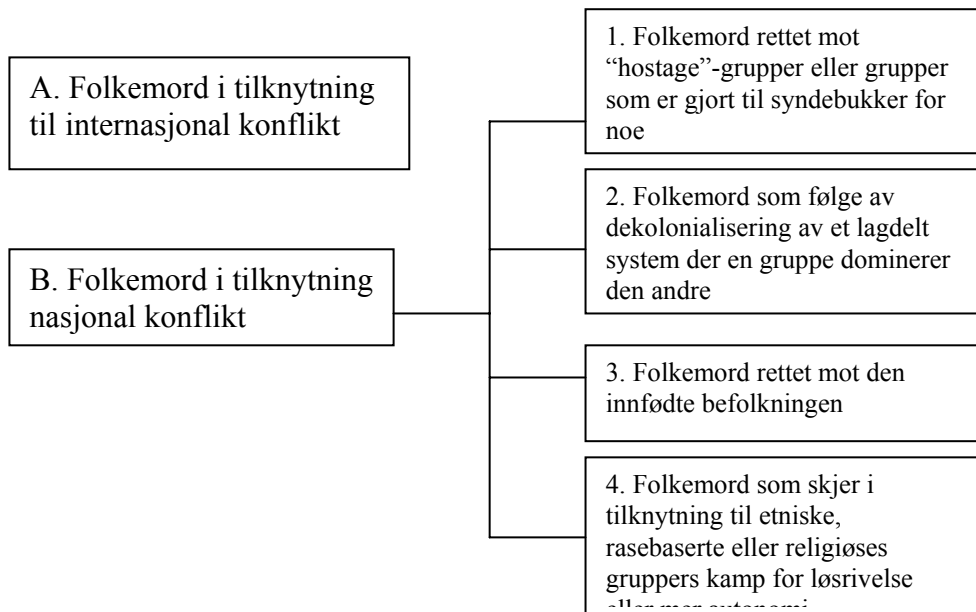 A. Folkemord i tilknytning
til internasjonal konflikt
B. Folkemord i tilknytning
nasjonal konflikt
1. Folkemord rettet mot
“hostage”-grupper eller grupper
som er gjort til syndebukker for
noe
2. Folkemord som følge av
dekolonialisering av et lagdelt
system der en gruppe dominerer
den andre
3. Folkemord rettet mot den
innfødte befolkningen
4. Folkemord som skjer i
tilknytning til etniske,
rasebaserte eller religiøses
gruppers kamp for løsrivelse
eller mer autonomi